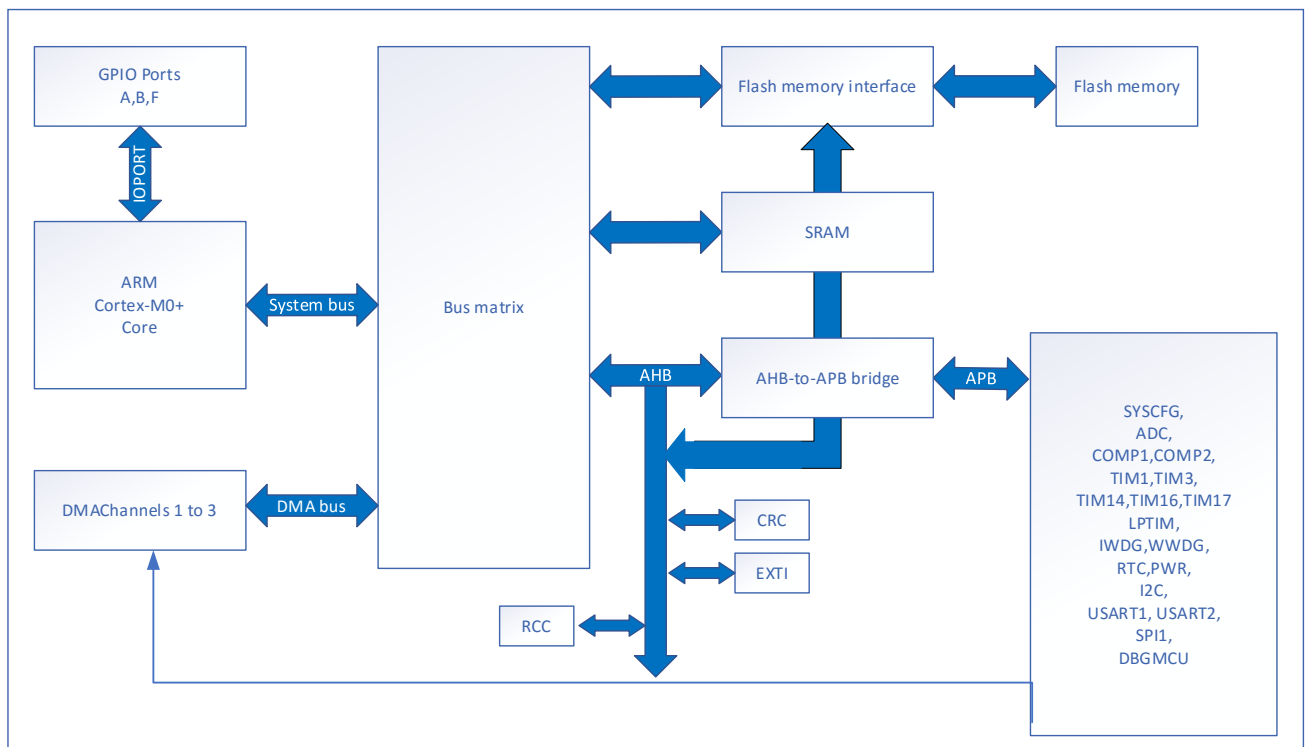 GPIO Ports
A,B,F
IOPORT
ARM
Cortex-M0+
Core
System bus
DMAChannels 1 to 3
DMA bus
Bus matrix
Flash memory interface
Flash memory
SRAM
AHB
AHB-to-APB bridge
APB
CRC
EXTI
RCC
SYSCFG,
ADC,
COMP1,COMP2,
TIM1,TIM3,
TIM14,TIM16,TIM17
LPTIM,
IWDG,WWDG,
RTC,PWR,
I2C,
USART1, USART2,
SPI1,
DBGMCU